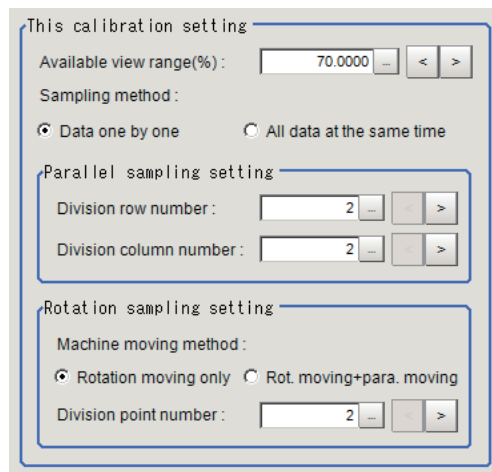 This calibration setting
Available view range(%) : 70.0000 ... < >
Sampling method :
Data one by one All data at the same time
Parallel sampling setting
Division row number : 2 ... < >
Division column number : 2 ... < >
Rotation sampling setting
Machine moving method :
Rotation moving only Rot. moving+para. moving
Division point number : 2 ... < >